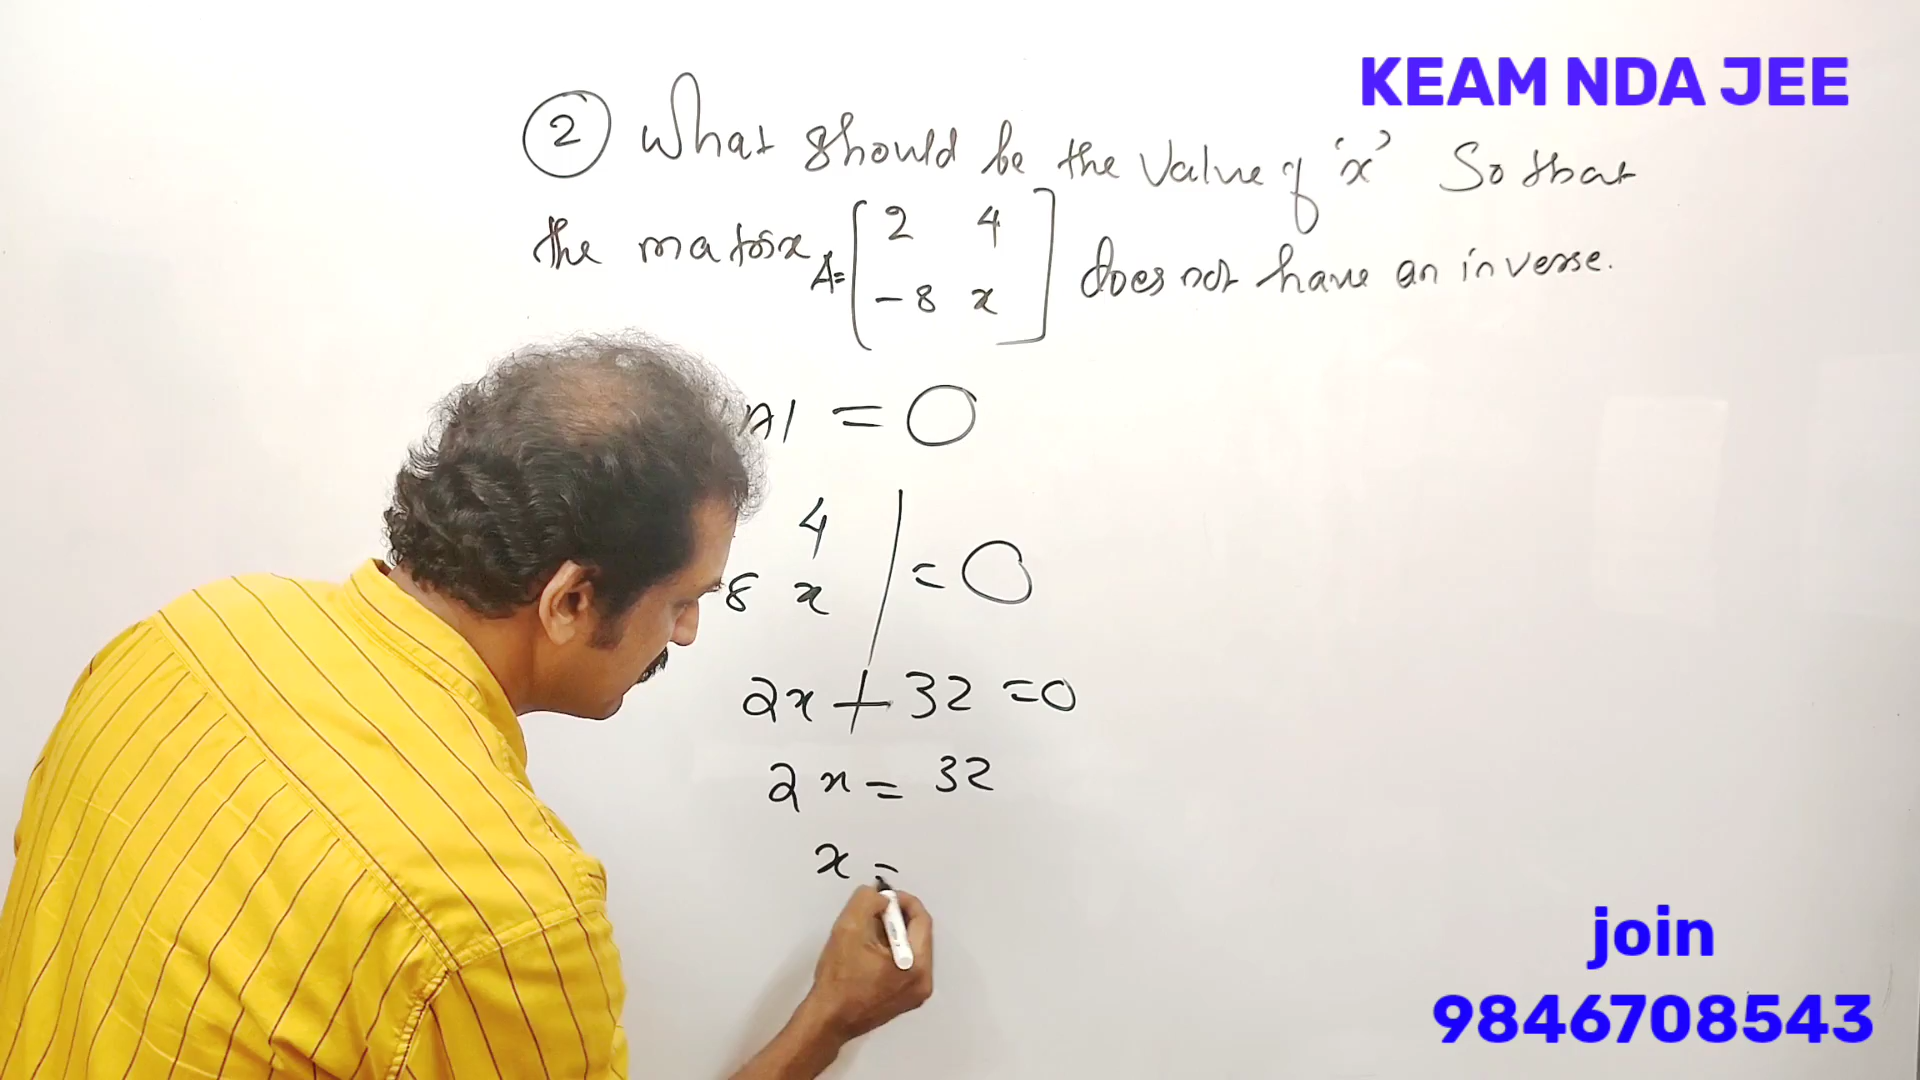 KEAM NDA JEE
② What should be the value of 'x' So that
the matrix A= [ 2 4
-8 x ] does not have an inverse.
|A| = 0
4
8 x | = 0
2x + 32 = 0
2x = 32
x =
join
9846708543